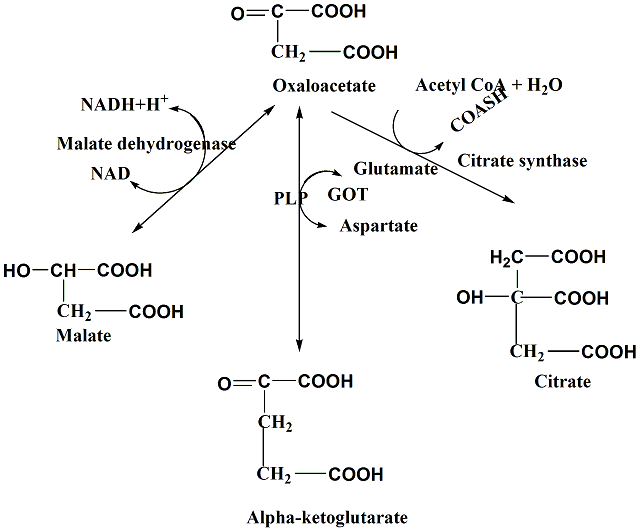 O=C—COOH
CH2—COOH
Oxaloacetate
Acetyl CoA + H2O
COASH
NADH+H+
Malate dehydrogenase
NAD
Citrate synthase
Glutamate
PLP
GOT
Aspartate
HO—CH—COOH
CH2—COOH
Malate
H2C—COOH
OH—C—COOH
CH2—COOH
Citrate
O=C—COOH
CH2
CH2—COOH
Alpha-ketoglutarate